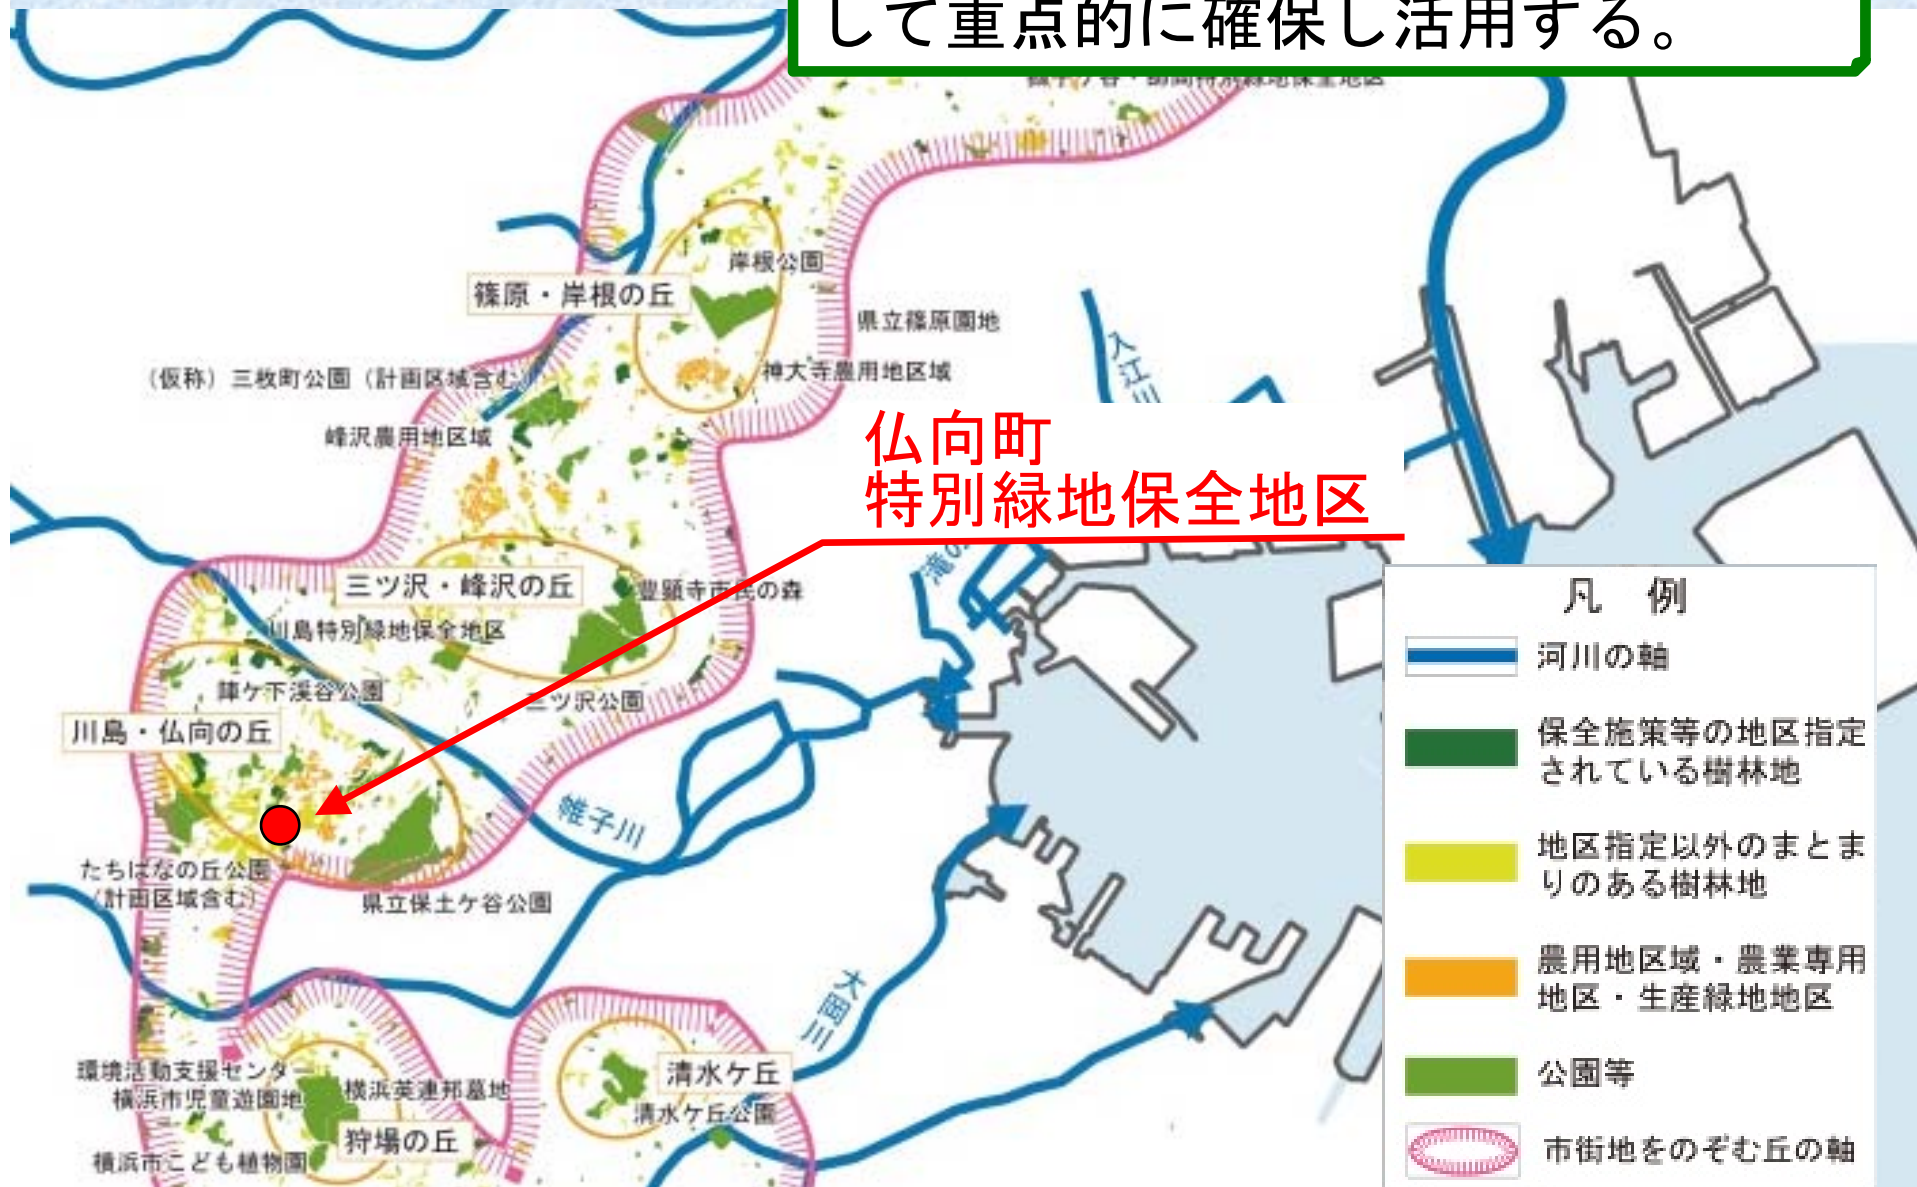 して重点的に確保し活用する。
岸根公園
篠原・岸根の丘
県立篠原園地
(仮称)三枚町公園(計画区域含む)
神大寺農用地区域
入江川
峰沢農用地区域
仏向町
特別緑地保全地区
三ツ沢・峰沢の丘
豊顕寺市民の森
川島特別緑地保全地区
陣ケ下渓谷公園
三ツ沢公園
川島・仏向の丘
帷子川
たちばなの丘公園
(計画区域含む)
県立保土ケ谷公園
大岡川
環境活動支援センター
横浜市児童遊園地
横浜英連邦墓地
清水ケ丘
清水ケ丘公園
狩場の丘
横浜市こども植物園
凡 例
河川の軸
保全施策等の地区指定
されている樹林地
地区指定以外のまとま
りのある樹林地
農用地区域・農業専用
地区・生産緑地地区
公園等
市街地をのぞむ丘の軸